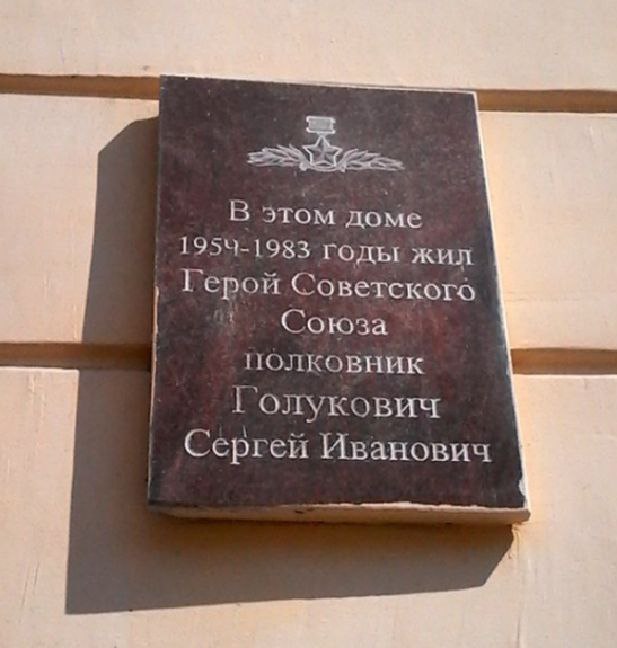 В этом доме
1954-1983 годы жил
Герой Советского
Союза
полковник
Голукович
Сергей Иванович